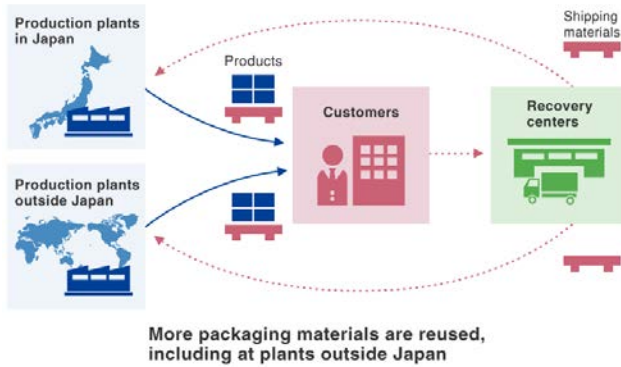 Production plants
in Japan
Products
Shipping
materials
Customers
Recovery
centers
Production plants
outside Japan
More packaging materials are reused,
including at plants outside Japan